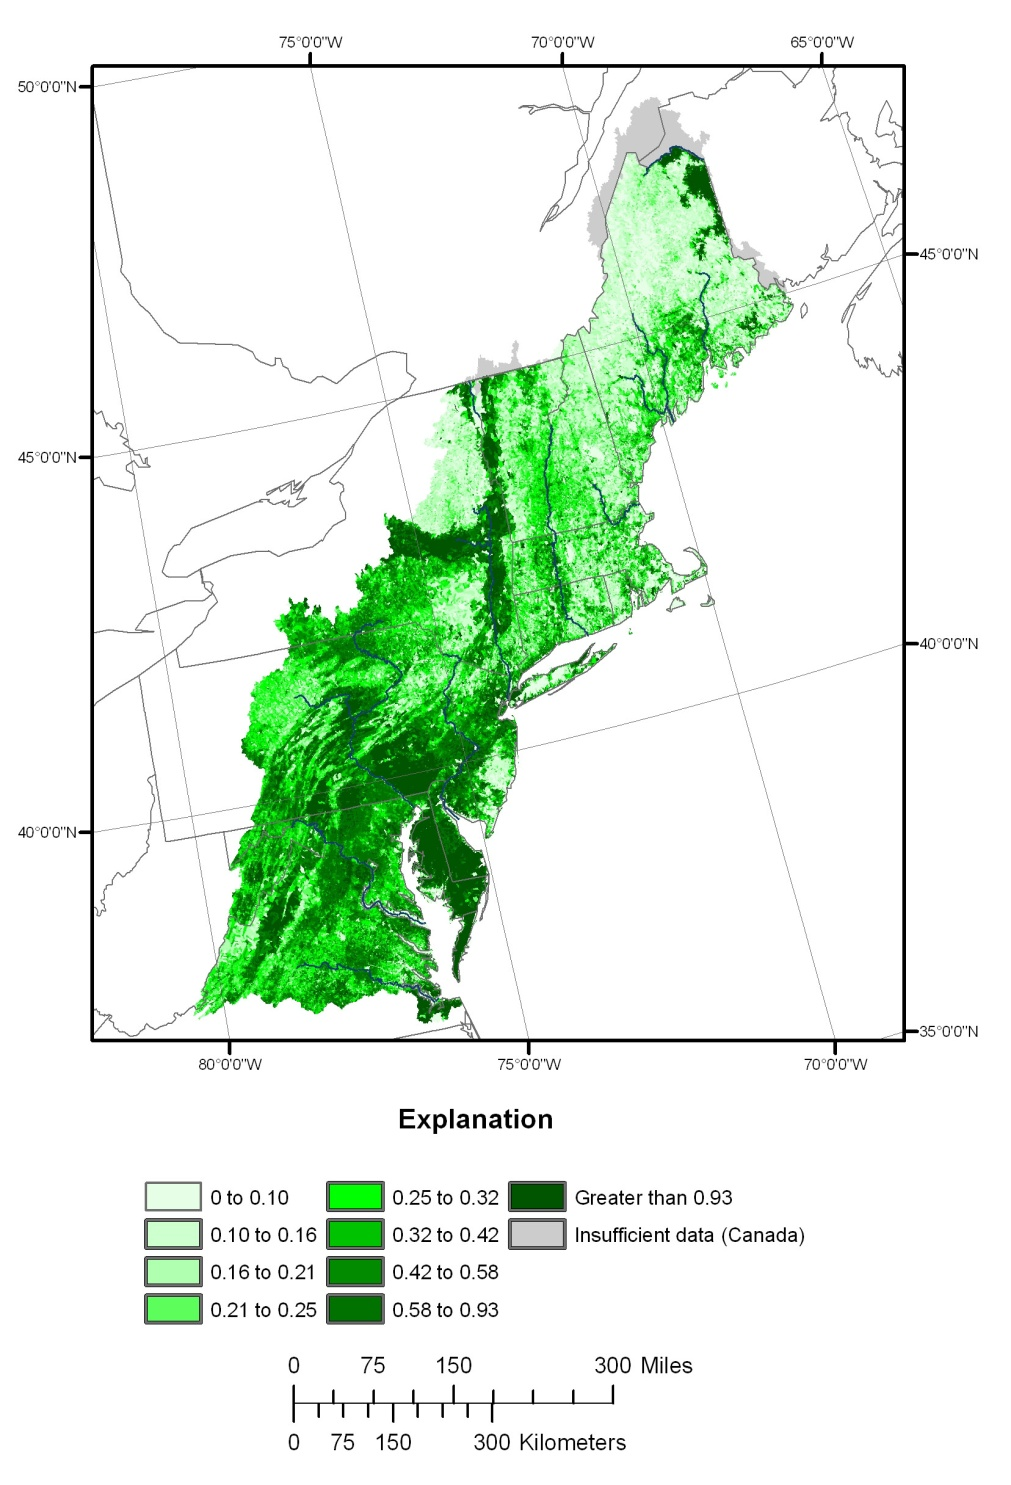 75°0'0"W 70°0'0"W 65°0'0"W
50°0'0"N
45°0'0"N
45°0'0"N
40°0'0"N
40°0'0"N
35°0'0"N
80°0'0"W 75°0'0"W 70°0'0"W
Explanation
0 to 0.10 0.25 to 0.32 Greater than 0.93
0.10 to 0.16 0.32 to 0.42 Insufficient data (Canada)
0.16 to 0.21 0.42 to 0.58
0.21 to 0.25 0.58 to 0.93
0 75 150 300 Miles
0 75 150 300 Kilometers